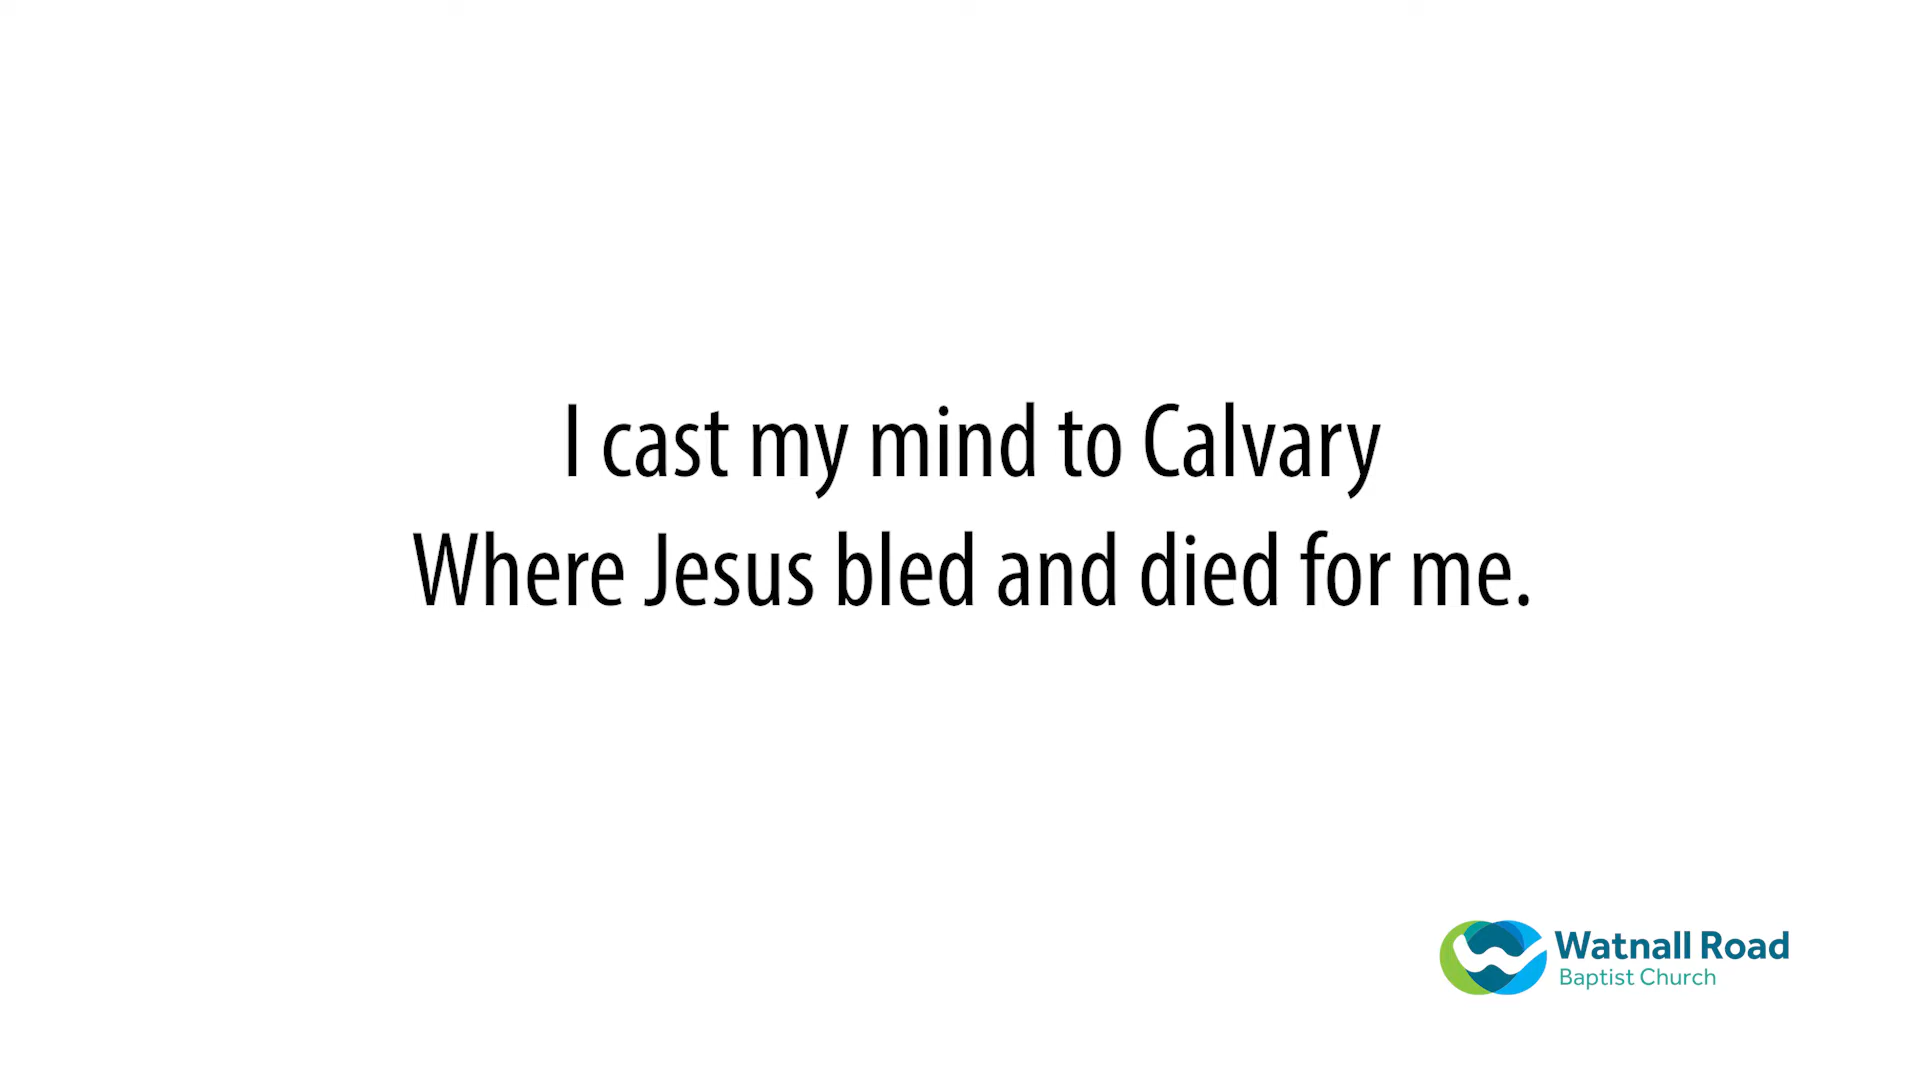 I cast my mind to Calvary
Where Jesus bled and died for me.
Watnall Road
Baptist Church